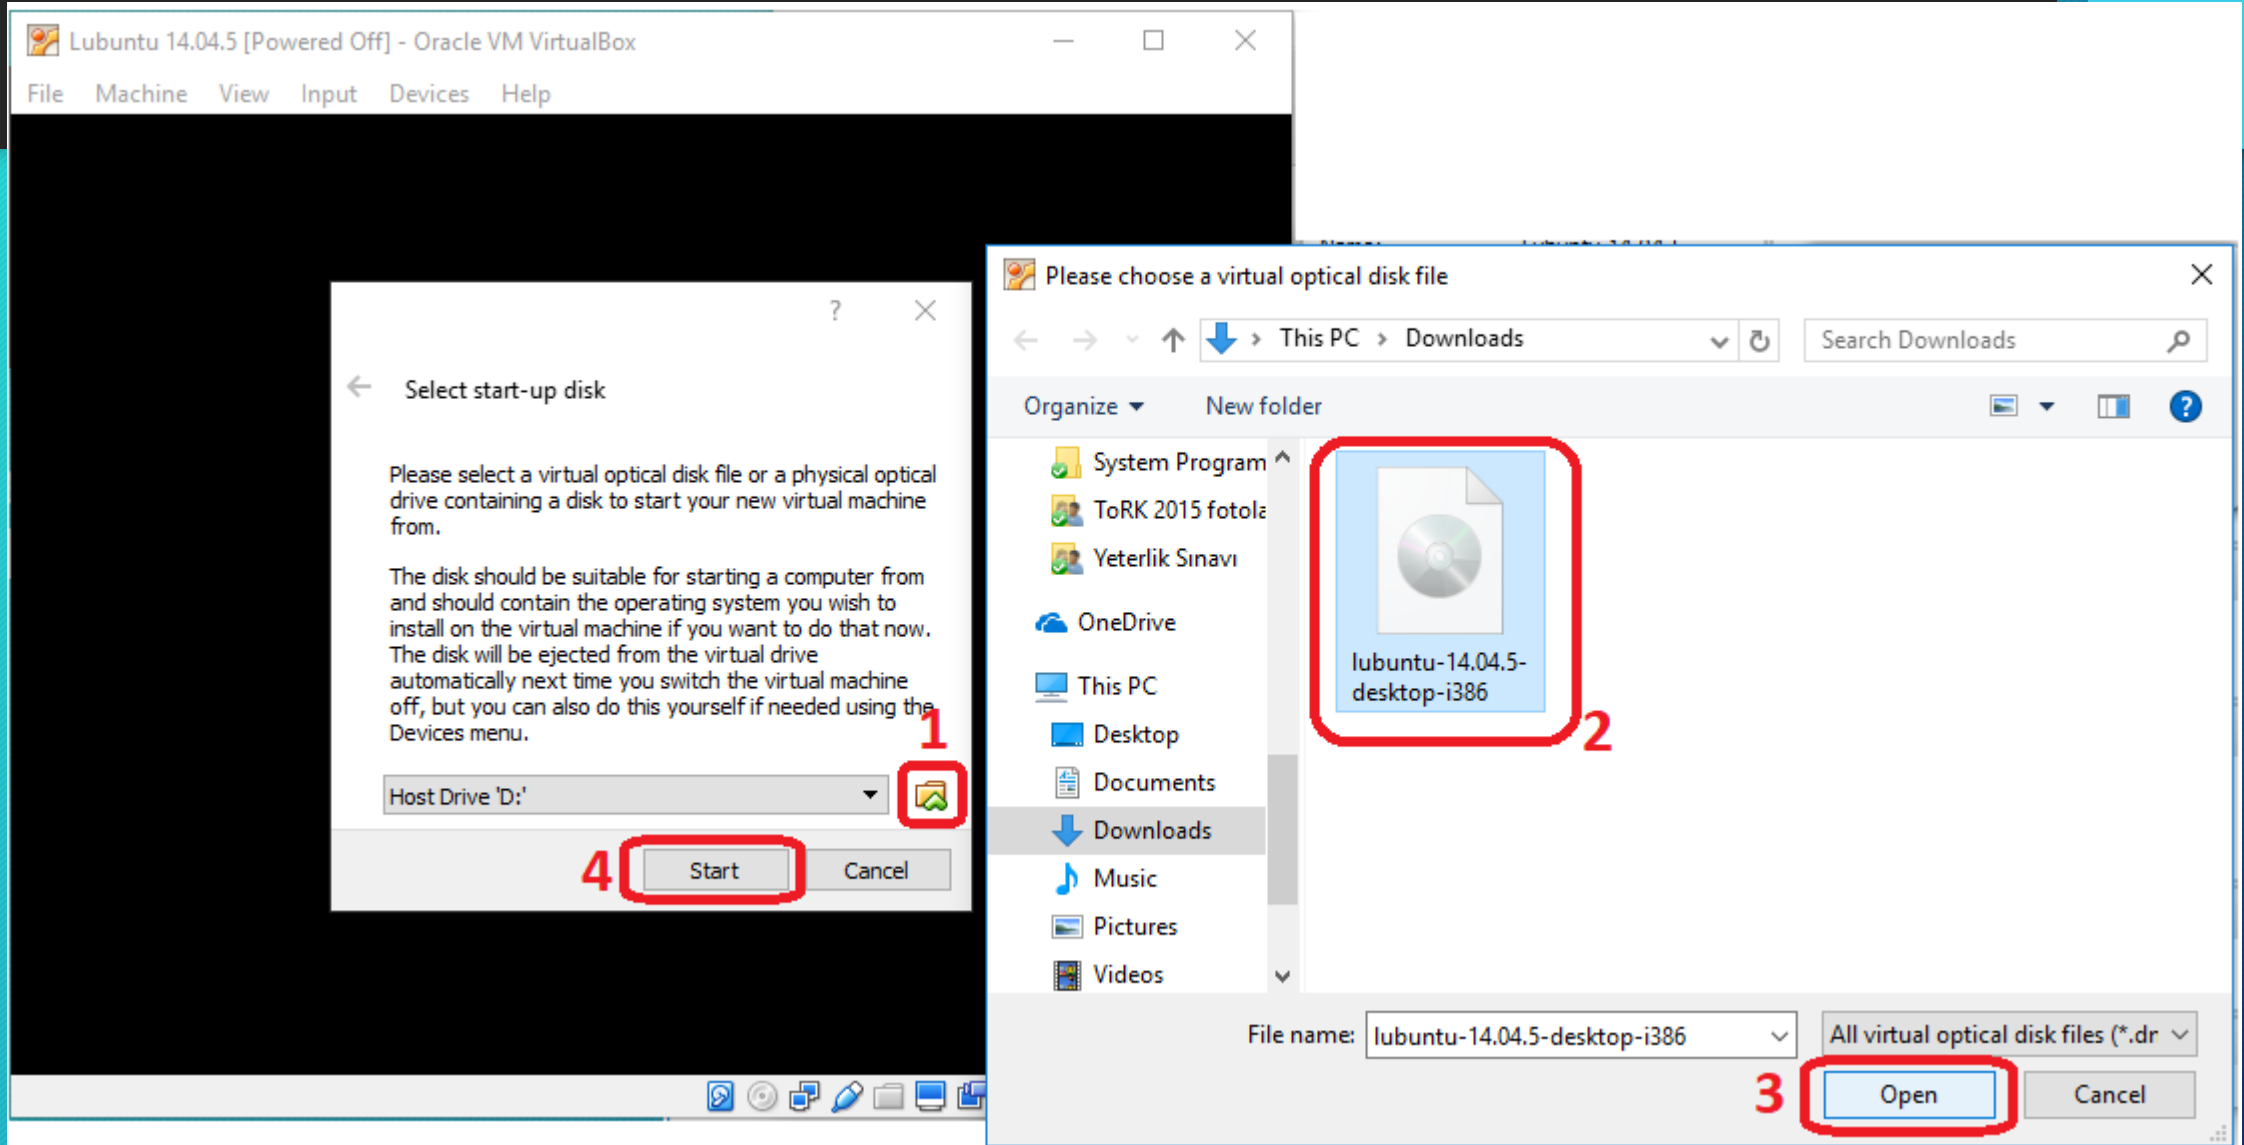 Lubuntu 14.04.5 [Powered Off] - Oracle VM VirtualBox
File Machine View Input Devices Help
?
Select start-up disk
Please select a virtual optical disk file or a physical optical
drive containing a disk to start your new virtual machine
from.
The disk should be suitable for starting a computer from
and should contain the operating system you wish to
install on the virtual machine if you want to do that now.
The disk will be ejected from the virtual drive
automatically next time you switch the virtual machine
off, but you can also do this yourself if needed using the
Devices menu.
1
Host Drive 'D:'
4
Start Cancel
Please choose a virtual optical disk file
This PC > Downloads
Search Downloads
Organize New folder
?
System Program
ToRK 2015 fotola
Yeterlik Sınavı
OneDrive
This PC
Desktop
Documents
Downloads
Music
Pictures
Videos
lubuntu-14.04.5-
desktop-i386
2
File name: lubuntu-14.04.5-desktop-i386
All virtual optical disk files (*.dr
3
Open Cancel